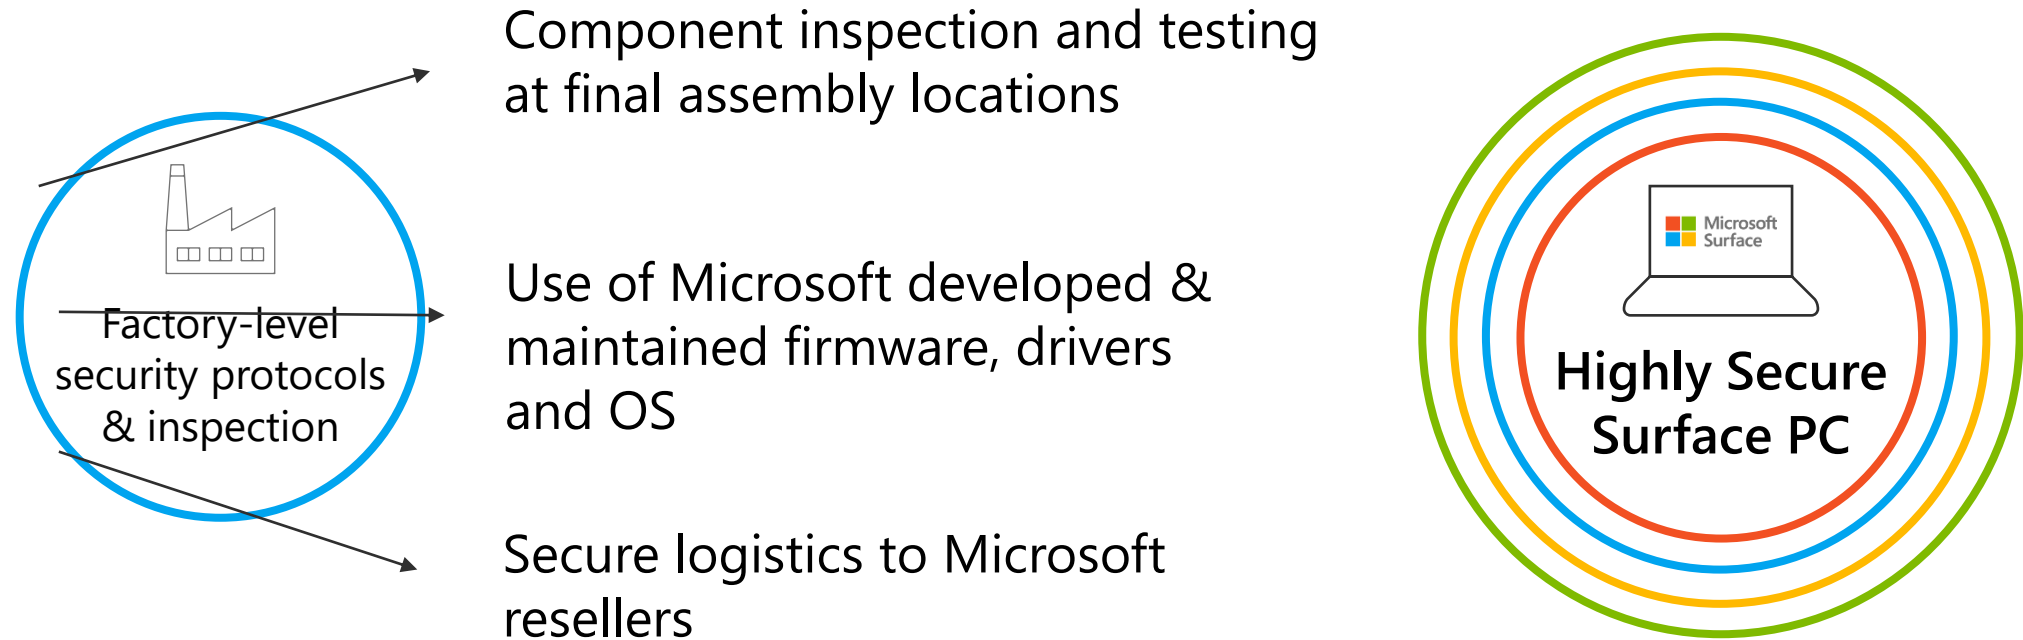 Factory-level
security protocols
& inspection
Component inspection and testing
at final assembly locations
Use of Microsoft developed &
maintained firmware, drivers
and OS
Secure logistics to Microsoft
resellers
Microsoft
Surface
Highly Secure
Surface PC